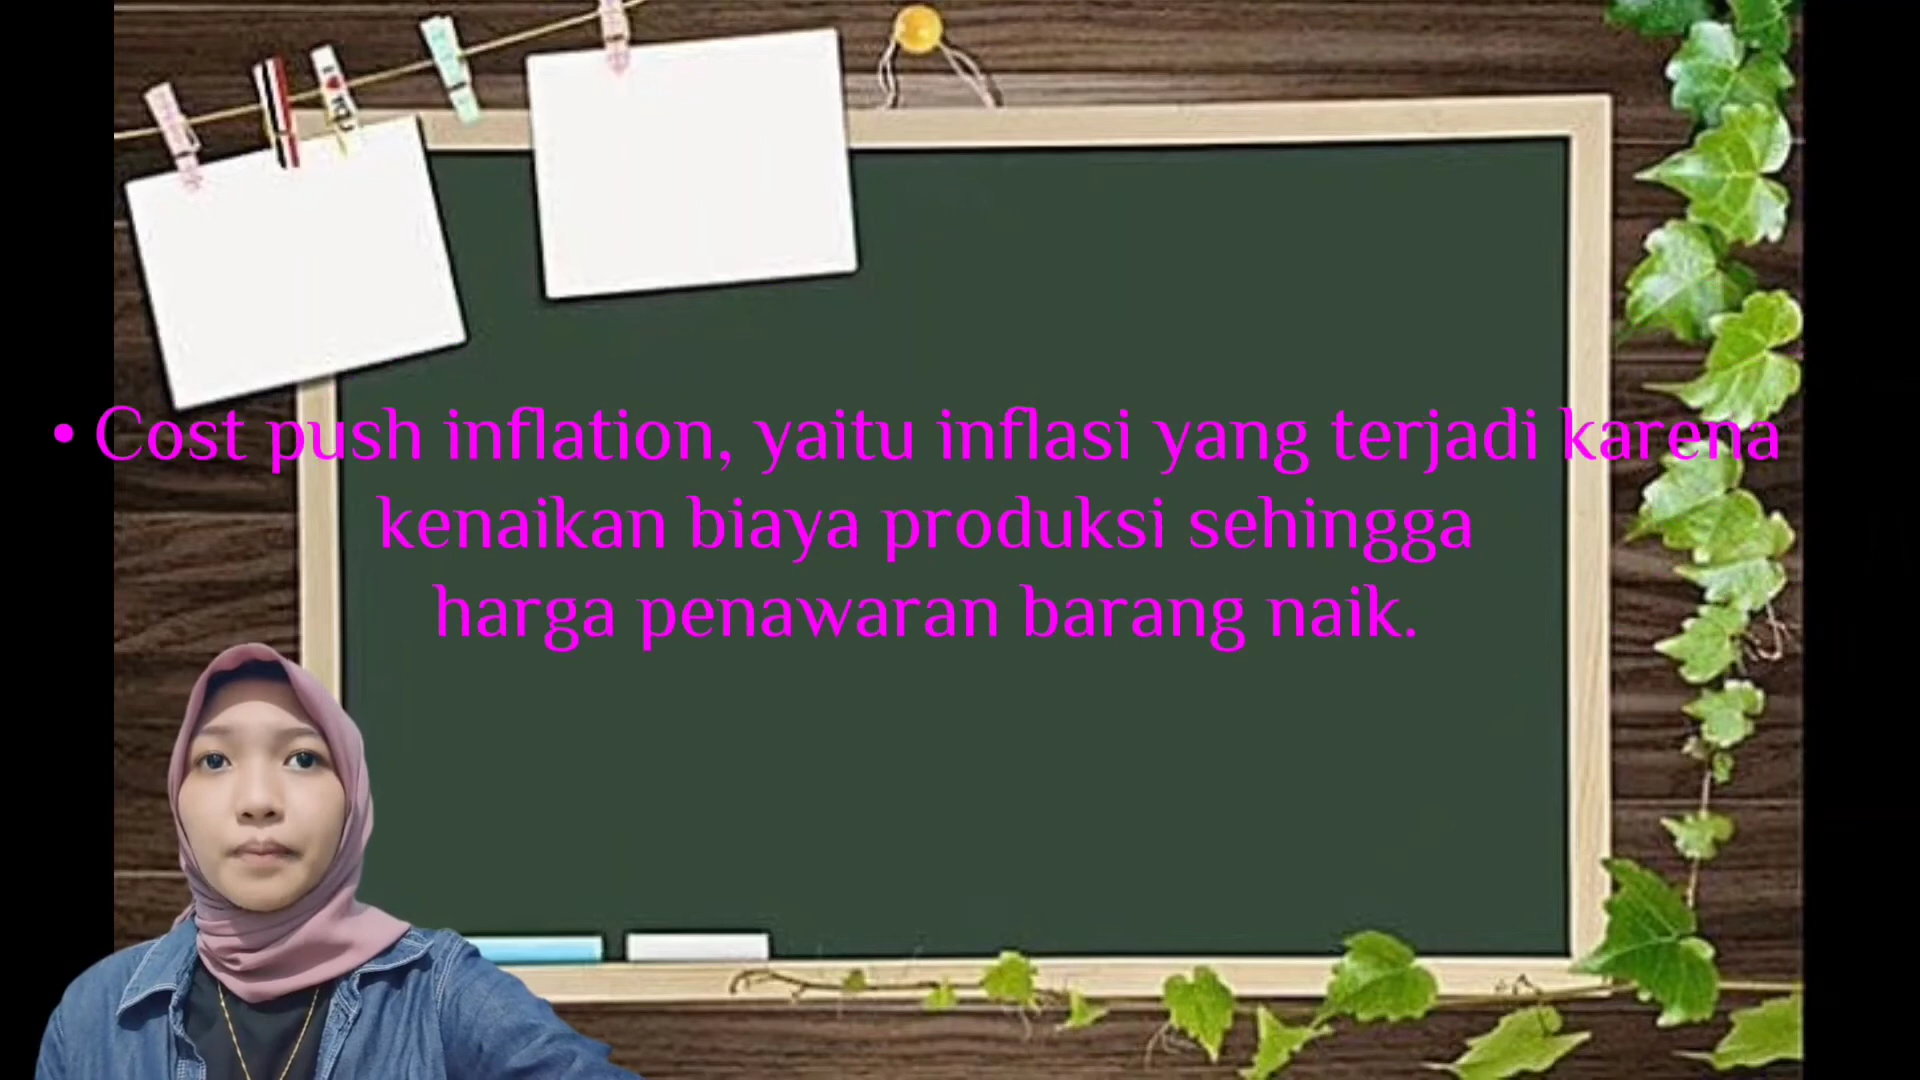 • Cost push inflation, yaitu inflasi yang terjadi karena
kenaikan biaya produksi sehingga
harga penawaran barang naik.